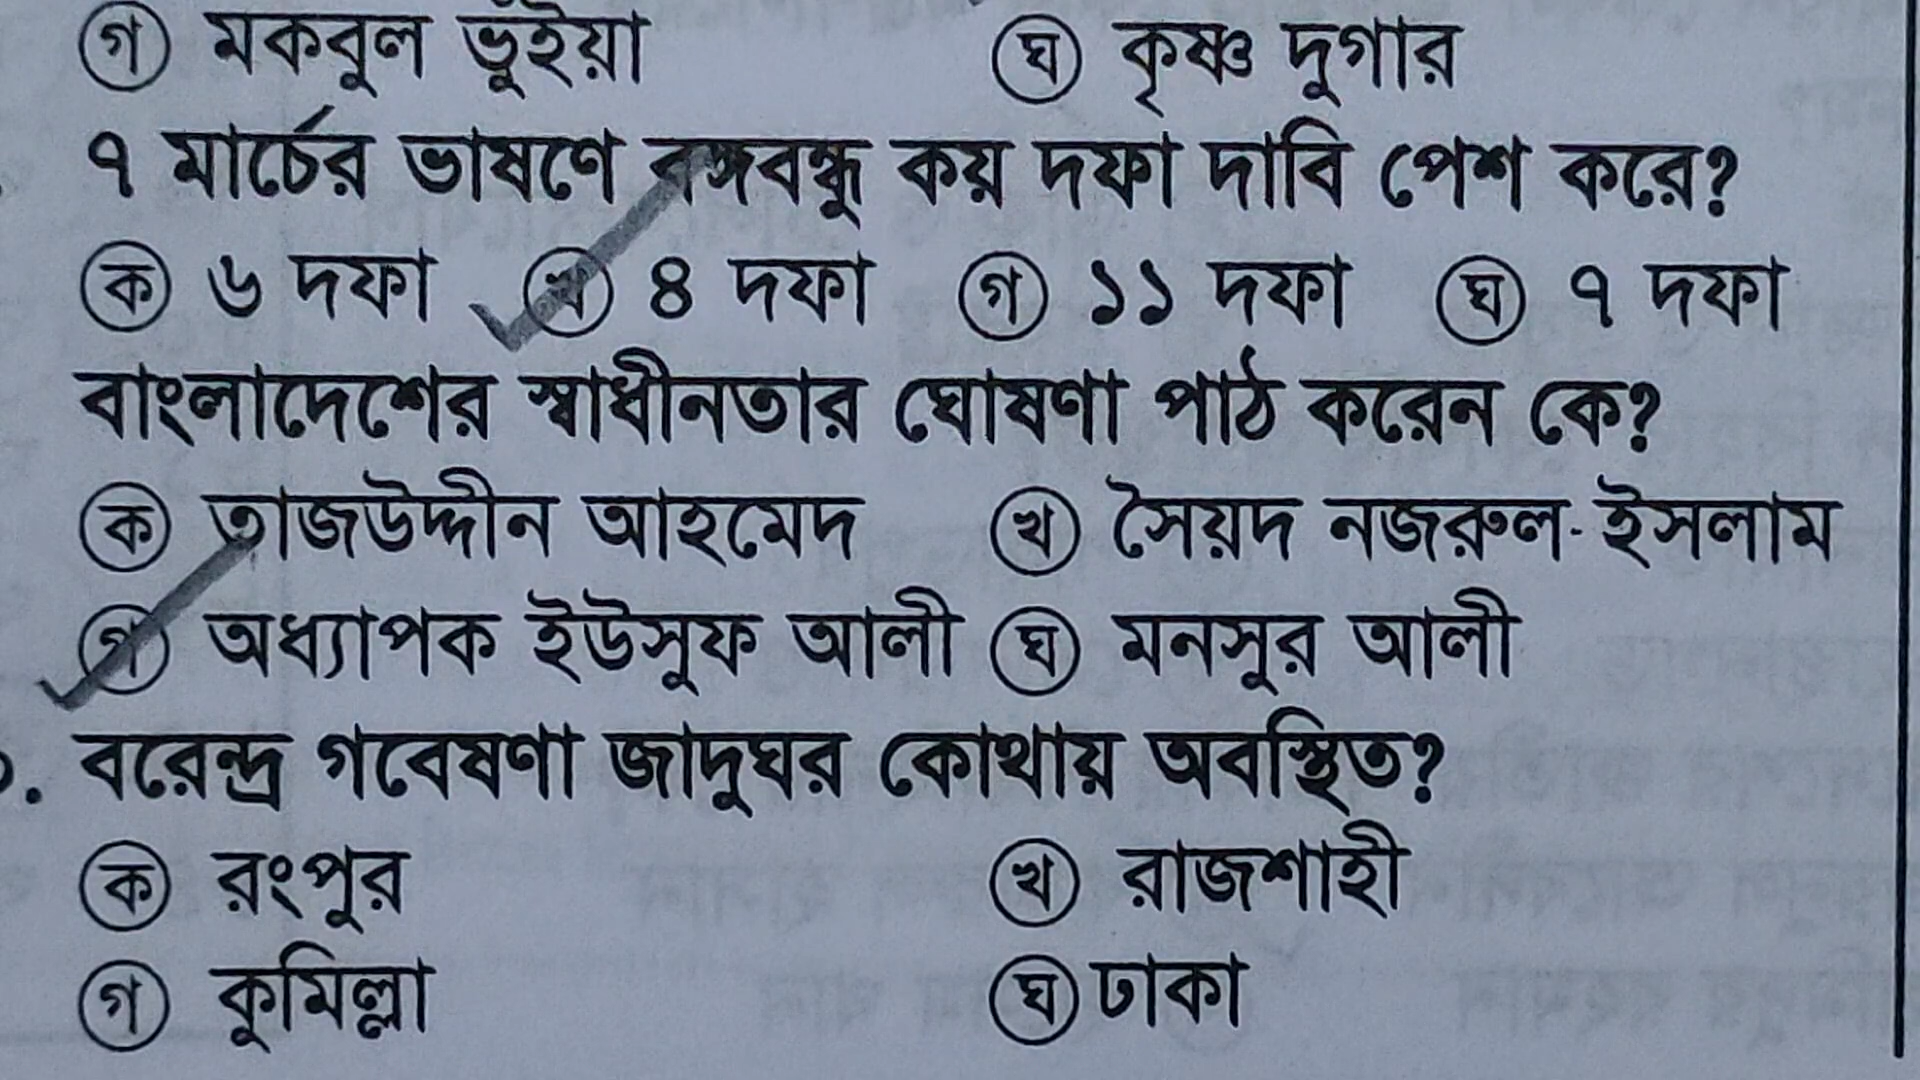 গ মকবুল ভুঁইয়া ঘ কৃষ্ণ দুগার
৭ মার্চের ভাষণে বঙ্গবন্ধু কয় দফা দাবি পেশ করে?
ক ৬ দফা খ ৪ দফা গ ১১ দফা ঘ ৭ দফা
বাংলাদেশের স্বাধীনতার ঘোষণা পাঠ করেন কে?
ক তাজউদ্দীন আহমেদ খ সৈয়দ নজরুল ইসলাম
গ অধ্যাপক ইউসুফ আলী ঘ মনসুর আলী
বরেন্দ্র গবেষণা জাদুঘর কোথায় অবস্থিত?
ক রংপুর খ রাজশাহী
গ কুমিল্লা ঘ ঢাকা